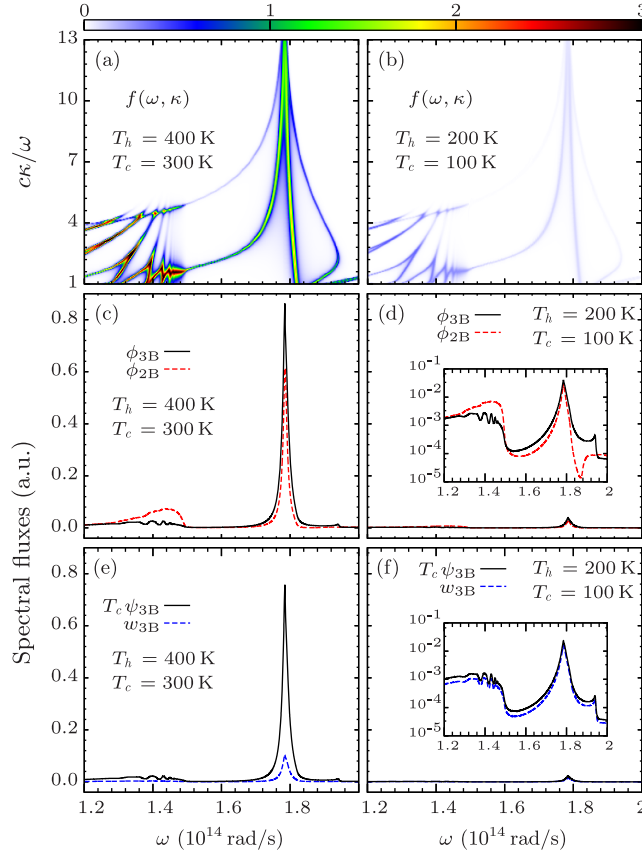 0 1 2 3
(a) (b)
f(ω, κ) f(ω, κ)
T_h = 400 K T_h = 200 K
T_c = 300 K T_c = 100 K
cκ/ω
13
10
7
4
1
(c) (d)
ϕ_3B
ϕ_2B
T_h = 400 K
T_c = 300 K
ϕ_3B T_h = 200 K
ϕ_2B T_c = 100 K
10^-1
10^-2
10^-3
10^-4
10^-5
1.2 1.4 1.6 1.8 2
0.8
0.6
0.4
0.2
0.0
Spectral fluxes (a.u.)
(e) (f)
T_c ψ_3B
w_3B
T_h = 400 K
T_c = 300 K
T_c ψ_3B T_h = 200 K
w_3B T_c = 100 K
10^-1
10^-2
10^-3
10^-4
10^-5
1.2 1.4 1.6 1.8 2
0.8
0.6
0.4
0.2
0.0
1.2 1.4 1.6 1.8 1.2 1.4 1.6 1.8 2
ω (10^14 rad/s) ω (10^14 rad/s)